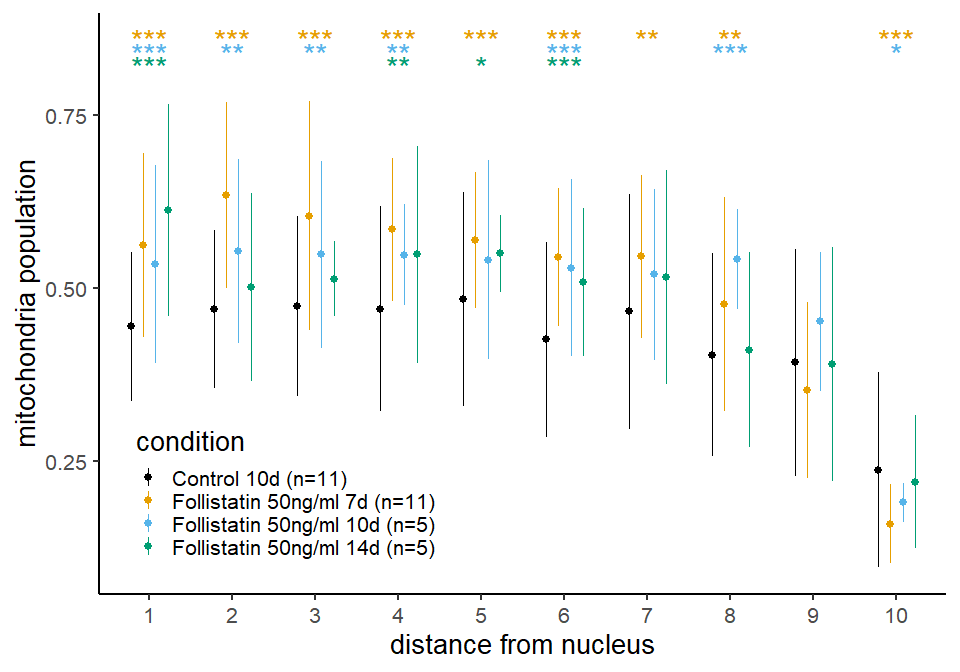 *** *** *** *** *** *** ** ** ***
*** ** ** ** *** *** *
*** ** * ***
0.75
0.50
0.25
mitochondria population
condition
Control 10d (n=11)
Follistatin 50ng/ml 7d (n=11)
Follistatin 50ng/ml 10d (n=5)
Follistatin 50ng/ml 14d (n=5)
1 2 3 4 5 6 7 8 9 10
distance from nucleus